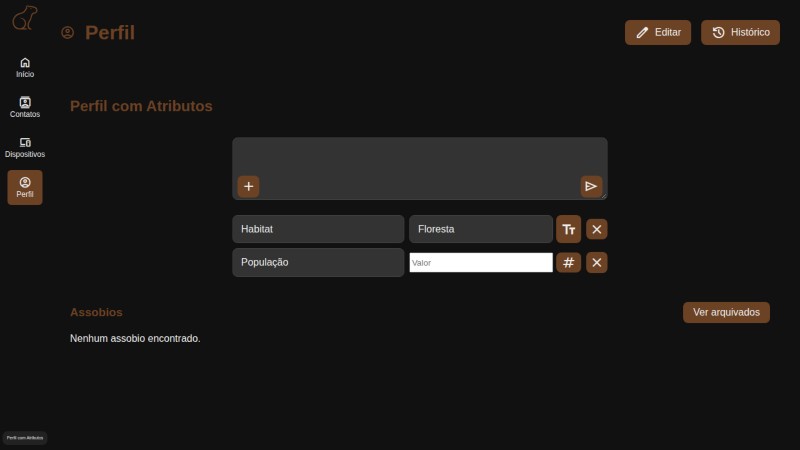 Perfil
Editar
Histórico
Início
Contatos
Dispositivos
Perfil
Perfil com Atributos
Habitat
Floresta
População
Valor
Assobios
Ver arquivados
Nenhum assobio encontrado.
Perfil com Atributos